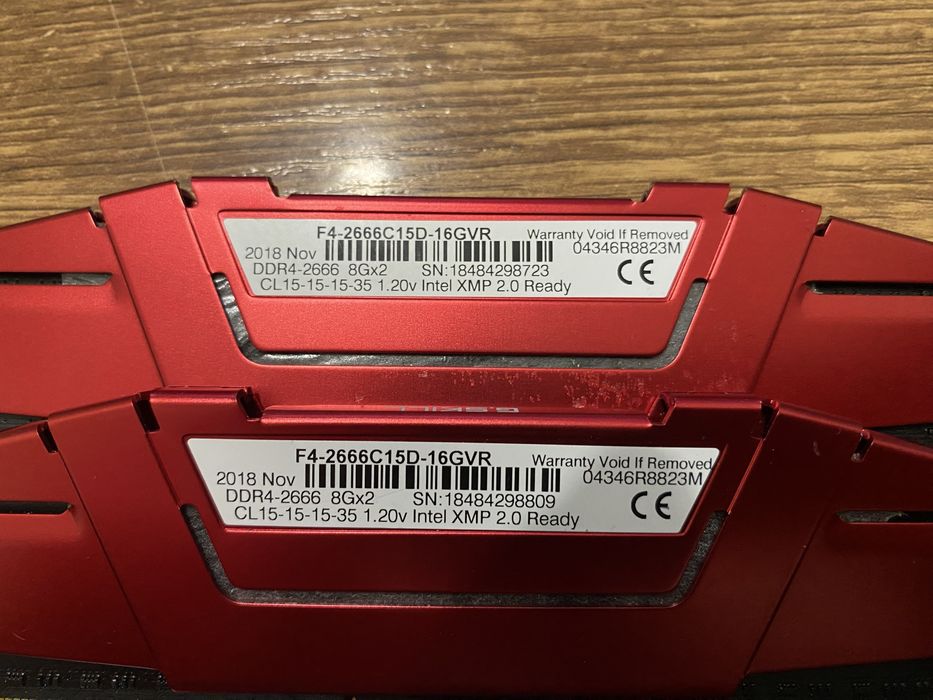 F4-2666C15D-16GVR Warranty Void If Removed
2018 Nov 04346R8823M
DDR4-2666 8Gx2 SN:18484298723
CL15-15-15-35 1.20v Intel XMP 2.0 Ready CE
G.SKILL
F4-2666C15D-16GVR Warranty Void If Removed
2018 Nov 04346R8823M
DDR4-2666 8Gx2 SN:18484298809
CL15-15-15-35 1.20v Intel XMP 2.0 Ready CE